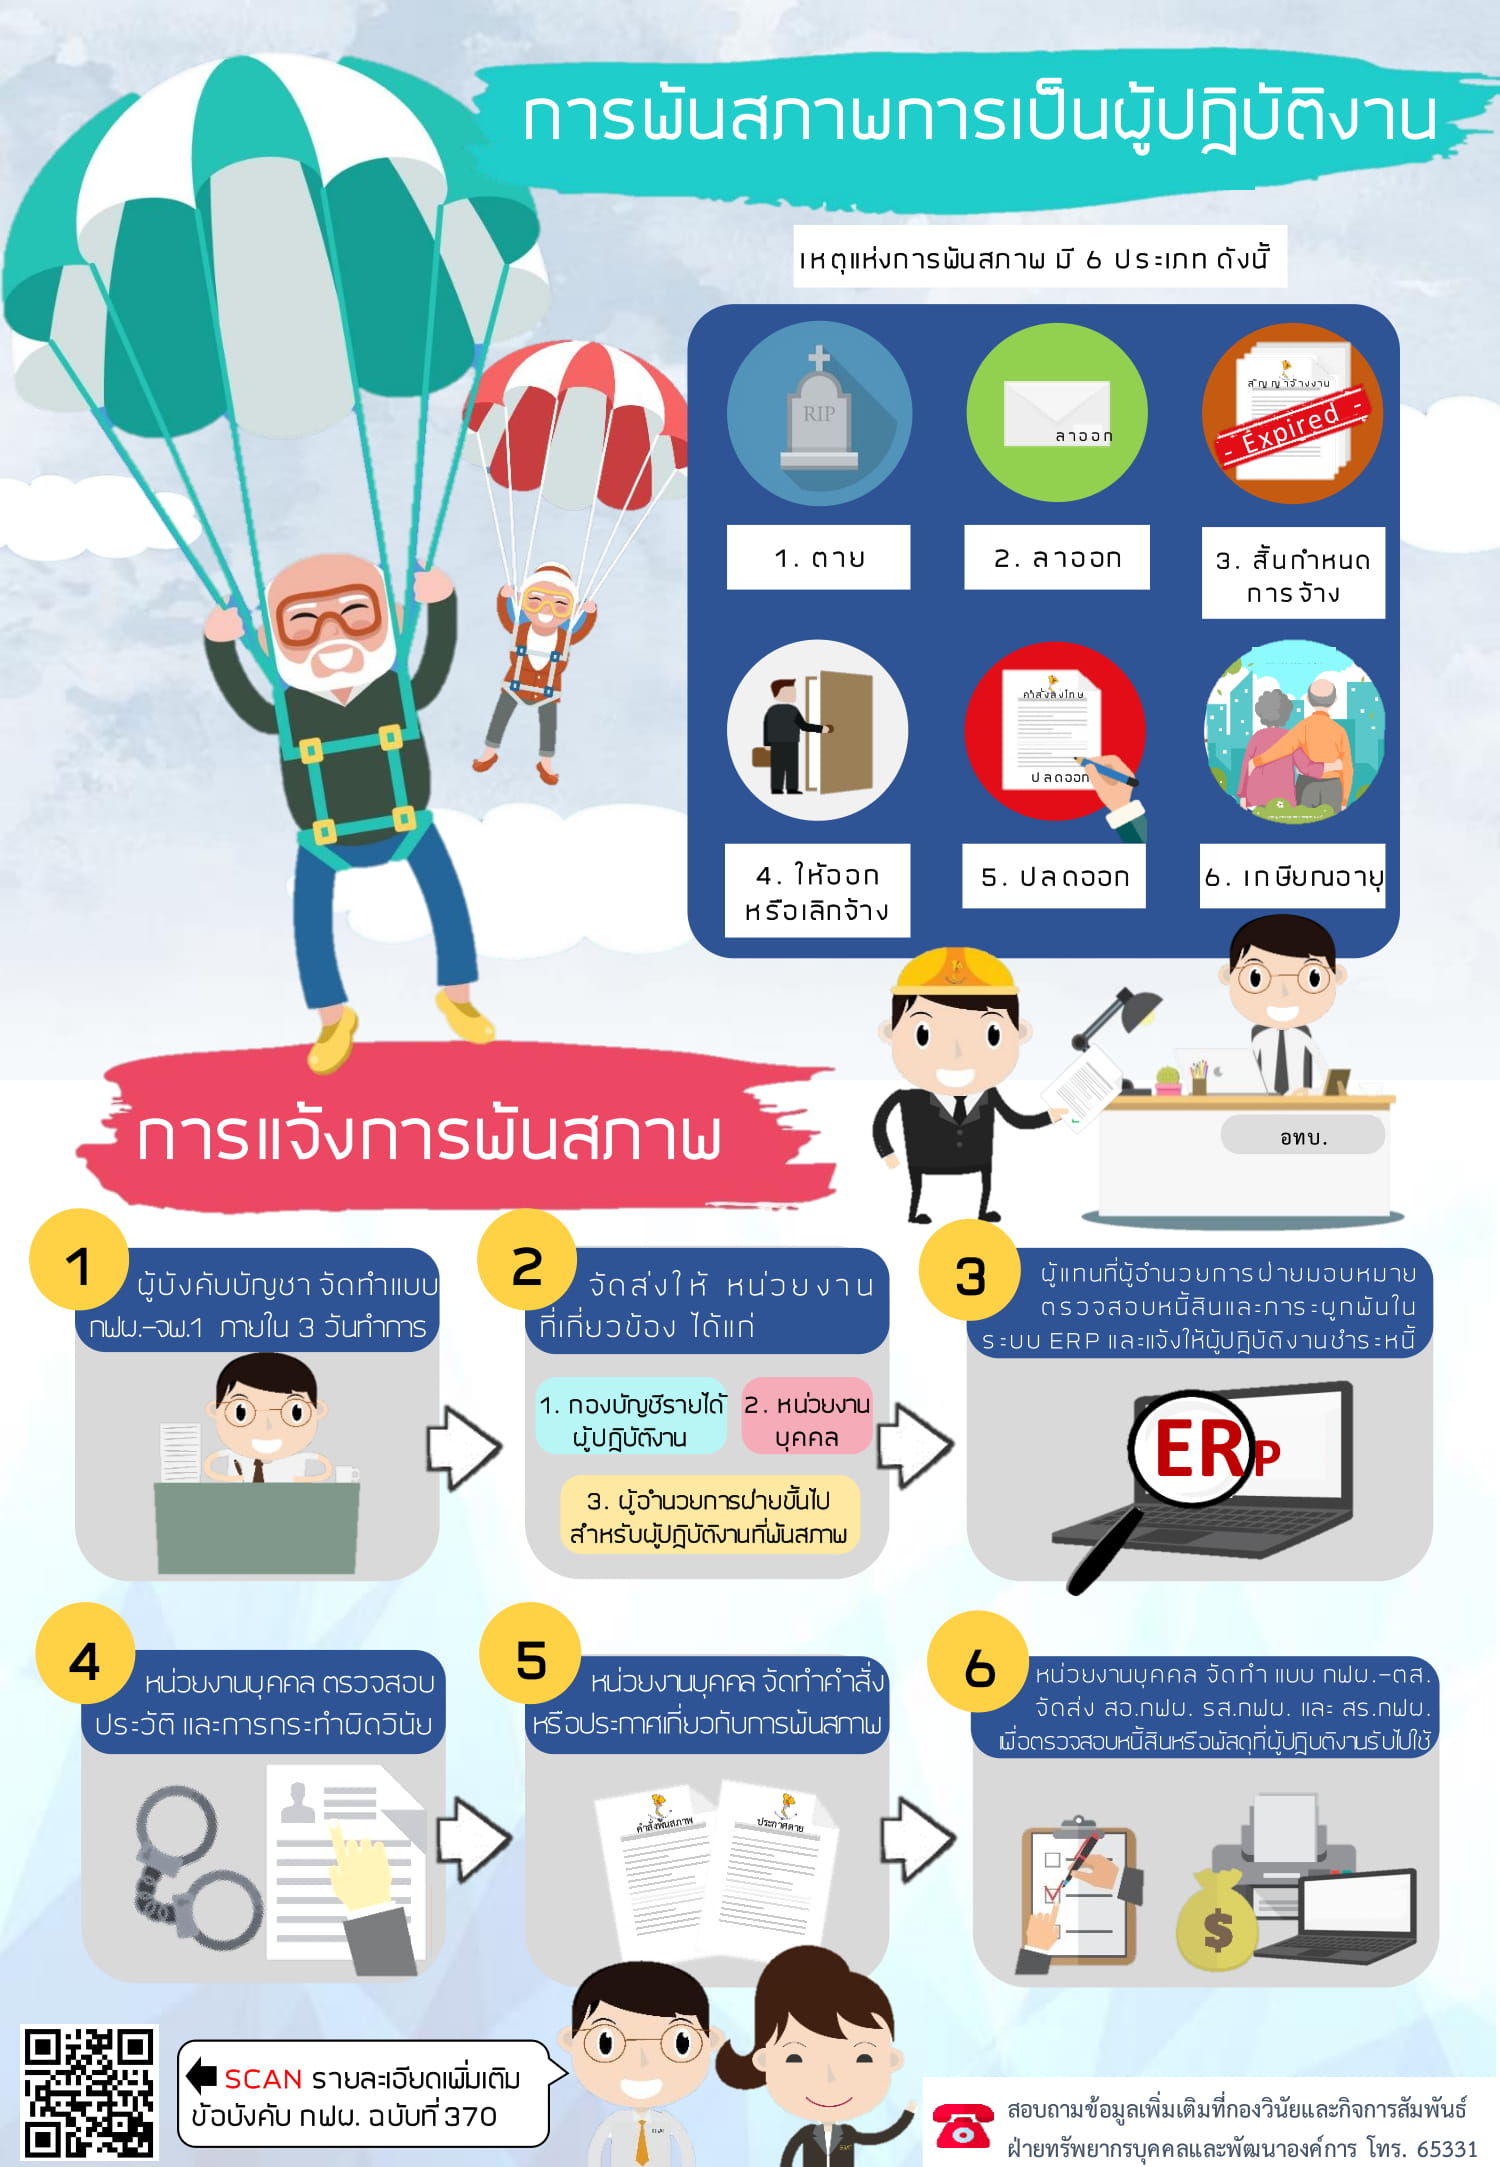 การพ้นสภาพการเป็นผู้ปฏิบัติงาน
เหตุแห่งการพ้นสภาพ มี 6 ประเภท ดังนี้
RIP
ลาออก
สัญญาจ้างงาน
- Expired -
1. ตาย
2. ลาออก
3. สิ้นกำหนด
การจ้าง
คำสั่งลงโทษ
ปลดออก
4. ให้ออก
หรือเลิกจ้าง
5. ปลดออก
6. เกษียณอายุ
อทบ.
การแจ้งการพ้นสภาพ
1
ผู้บังคับบัญชา จัดทำแบบ
กฟผ.-จพ.1 ภายใน 3 วันทำการ
2
จัดส่งให้ หน่วยงาน
ที่เกี่ยวข้อง ได้แก่
1. กองบัญชีรายได้
ผู้ปฏิบัติงาน
2. หน่วยงาน
บุคคล
3. ผู้อำนวยการฝ่ายขึ้นไป
สำหรับผู้ปฏิบัติงานที่พ้นสภาพ
3
ผู้แทนที่ผู้อำนวยการฝ่ายมอบหมาย
ตรวจสอบหนี้สินและภาระผูกพันใน
ระบบ ERP และแจ้งให้ผู้ปฏิบัติงานชำระหนี้
ERP
4
หน่วยงานบุคคล ตรวจสอบ
ประวัติ และการกระทำผิดวินัย
5
หน่วยงานบุคคล จัดทำคำสั่ง
หรือประกาศเกี่ยวกับการพ้นสภาพ
คำสั่งพ้นสภาพ
ประกาศตาย
6
หน่วยงานบุคคล จัดทำ แบบ กฟผ.-ตส.
จัดส่ง สอ.กฟผ. รส.กฟผ. และ สร.กฟผ.
เพื่อตรวจสอบหนี้สินหรือพัสดุที่ผู้ปฏิบติงานรับไปใช้
$
SCAN รายละเอียดเพิ่มเติม
ข้อบังคับ กฟผ. ฉบับที่ 370
สอบถามข้อมูลเพิ่มเติมที่กองวินัยและกิจการสัมพันธ์
ฝ่ายทรัพยากรบุคคลและพัฒนาองค์การ โทร. 65331